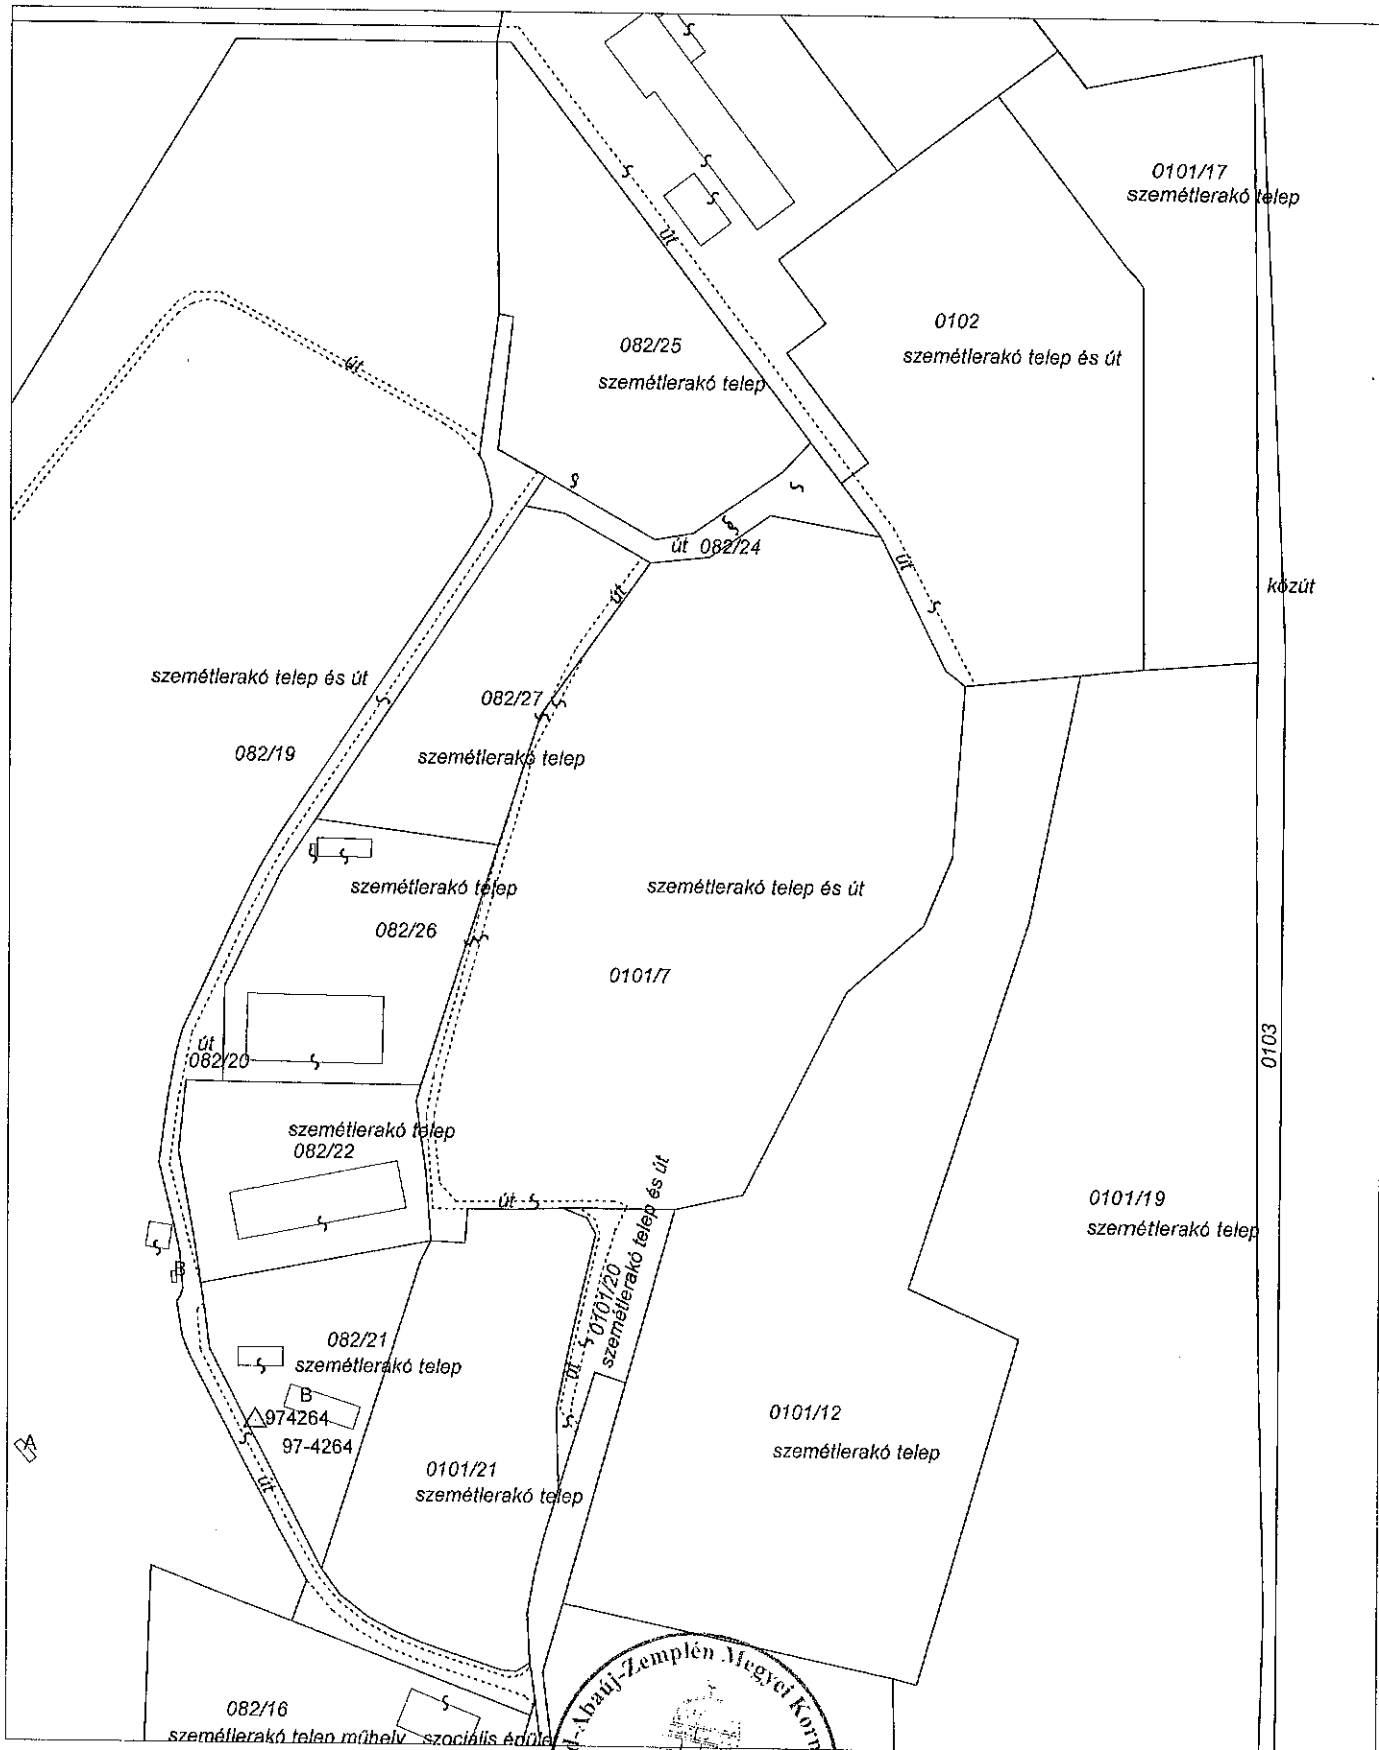 0101/17
szemétlerakó telep
út
0102
szemétlerakó telep és út
082/25
szemétlerakó telep
út
út 082/24
út
út
közút
szemétlerakó telep és út
082/19
082/27
szemétlerakó telep
szemétlerakó telep
082/26
szemétlerakó telep és út
0101/7
út
082/20
0103
szemétlerakó telep
082/22
út
0101/20
szemétlerakó telep és út
út
0101/19
szemétlerakó telep
B
082/21
szemétlerakó telep
B
974264
97-4264
A
út
0101/12
szemétlerakó telep
0101/21
szemétlerakó telep
082/16
szemétlerakó telep műhely szociális épüle
d-Abaúj-Zemplén Megyei Korm